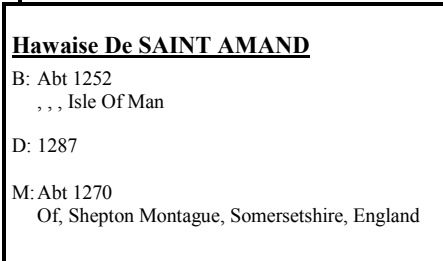 Hawaise De SAINT AMAND
B: Abt 1252
, , , Isle Of Man
D: 1287
M: Abt 1270
Of, Shepton Montague, Somersetshire, England